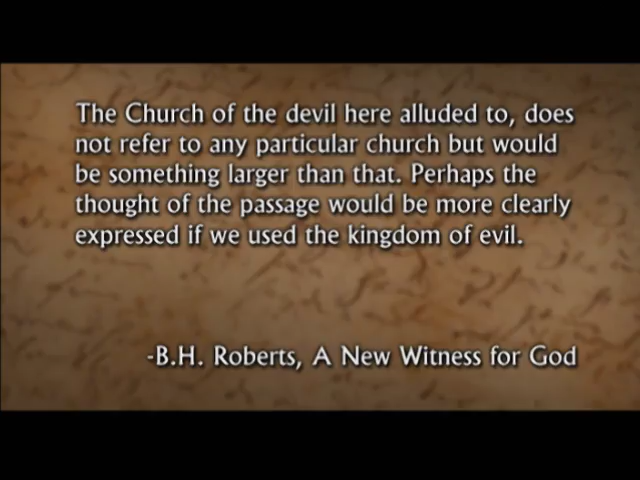 The Church of the devil here alluded to, does
not refer to any particular church but would
be something larger than that. Perhaps the
thought of the passage would be more clearly
expressed if we used the kingdom of evil.
-B.H. Roberts, A New Witness for God